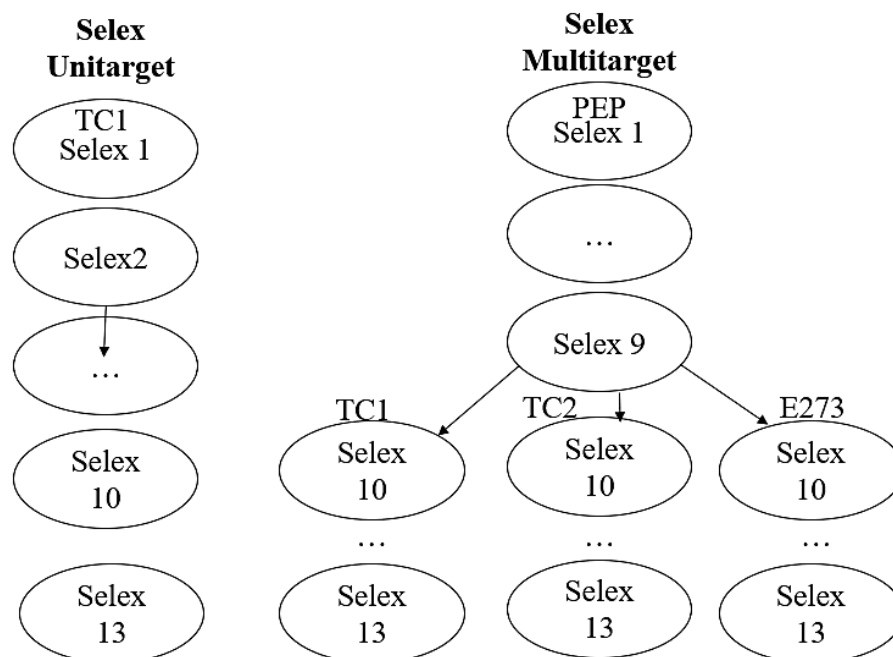 Selex
Unitarget
TC1
Selex 1
Selex2
…
Selex
10
Selex
13
Selex
Multitarget
PEP
Selex 1
…
Selex 9
TC1
Selex
10
…
Selex
13
TC2
Selex
10
…
Selex
13
E273
Selex
10
…
Selex
13